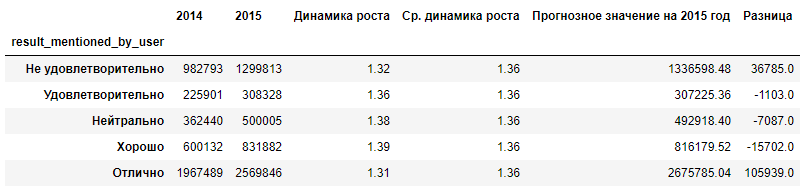 2014 2015 Динамика роста Ср. динамика роста Прогнозное значение на 2015 год Разница
result_mentioned_by_user
Не удовлетворительно 982793 1299813 1.32 1.36 1336598.48 36785.0
Удовлетворительно 225901 308328 1.36 1.36 307225.36 -1103.0
Нейтрально 362440 500005 1.38 1.36 492918.40 -7087.0
Хорошо 600132 831882 1.39 1.36 816179.52 -15702.0
Отлично 1967489 2569846 1.31 1.36 2675785.04 105939.0